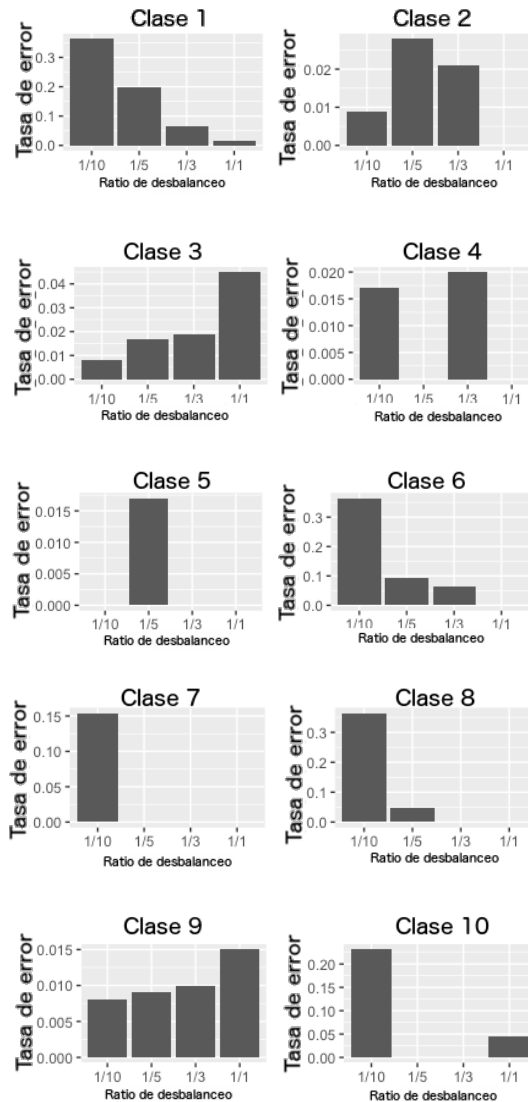 Clase 1
Tasa de error
0.3
0.2
0.1
0.0
1/10 1/5 1/3 1/1
Ratio de desbalanceo
Clase 2
Tasa de error
0.02
0.01
0.00
1/10 1/5 1/3 1/1
Ratio de desbalanceo
Clase 3
Tasa de error
0.04
0.03
0.02
0.01
0.00
1/10 1/5 1/3 1/1
Ratio de desbalanceo
Clase 4
Tasa de error
0.020
0.015
0.010
0.005
0.000
1/10 1/5 1/3 1/1
Ratio de desbalanceo
Clase 5
Tasa de error
0.015
0.010
0.005
0.000
1/10 1/5 1/3 1/1
Ratio de desbalanceo
Clase 6
Tasa de error
0.3
0.2
0.1
0.0
1/10 1/5 1/3 1/1
Ratio de desbalanceo
Clase 7
Tasa de error
0.15
0.10
0.05
0.00
1/10 1/5 1/3 1/1
Ratio de desbalanceo
Clase 8
Tasa de error
0.3
0.2
0.1
0.0
1/10 1/5 1/3 1/1
Ratio de desbalanceo
Clase 9
Tasa de error
0.015
0.010
0.005
0.000
1/10 1/5 1/3 1/1
Ratio de desbalanceo
Clase 10
Tasa de error
0.20
0.15
0.10
0.05
0.00
1/10 1/5 1/3 1/1
Ratio de desbalanceo